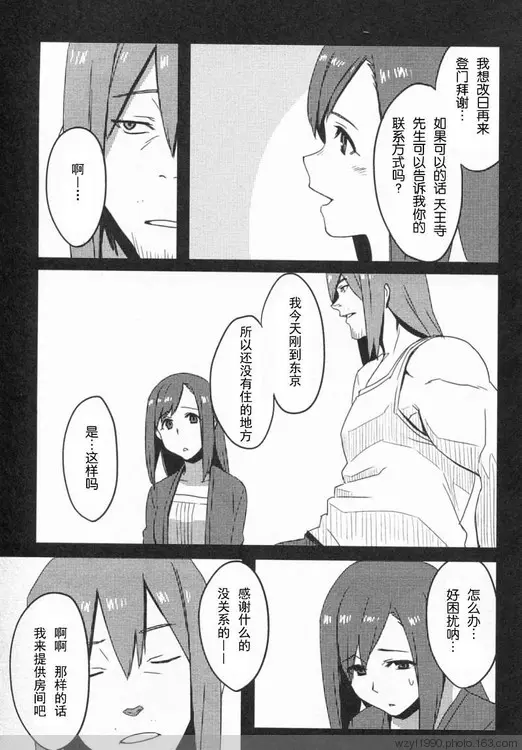 我想改日再来
登门拜谢…
如果可以的话 天王寺
先生可以告诉我你的
联系方式吗？
啊—…
我今天刚到东京
所以还没有住的地方
是…这样吗
怎么办…
好困扰呐…
感谢什么的
没关系的——
啊啊 那样的话
我来提供房间吧
wzyl1990.photo.163.com